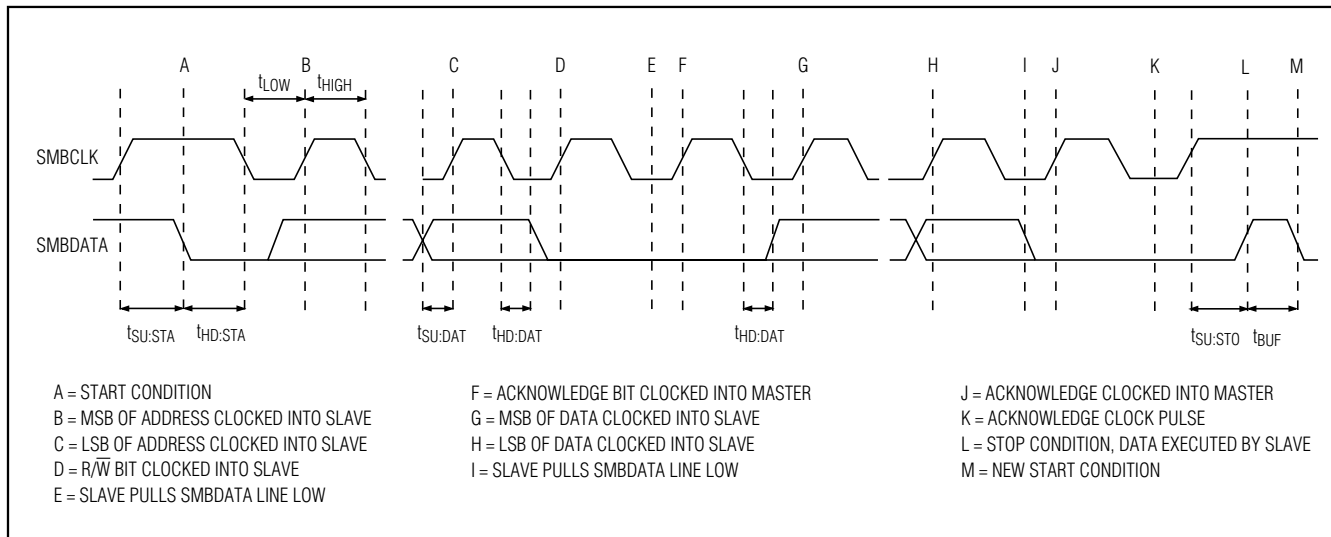 A B C D E F G H I J K L M
tLOW tHIGH
SMBCLK
SMBDATA
tSU:STA tHD:STA tSU:DAT tHD:DAT tHD:DAT tSU:STO tBUF
A = START CONDITION
B = MSB OF ADDRESS CLOCKED INTO SLAVE
C = LSB OF ADDRESS CLOCKED INTO SLAVE
D = R/W̅ BIT CLOCKED INTO SLAVE
E = SLAVE PULLS SMBDATA LINE LOW
F = ACKNOWLEDGE BIT CLOCKED INTO MASTER
G = MSB OF DATA CLOCKED INTO SLAVE
H = LSB OF DATA CLOCKED INTO SLAVE
I = SLAVE PULLS SMBDATA LINE LOW
J = ACKNOWLEDGE CLOCKED INTO MASTER
K = ACKNOWLEDGE CLOCK PULSE
L = STOP CONDITION, DATA EXECUTED BY SLAVE
M = NEW START CONDITION